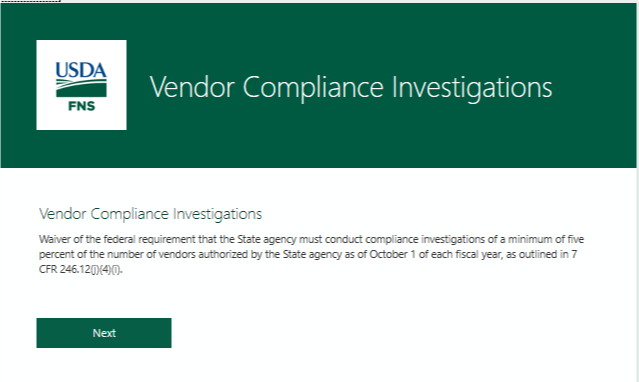 USDA
FNS
Vendor Compliance Investigations
Vendor Compliance Investigations
Waiver of the federal requirement that the State agency must conduct compliance investigations of a minimum of five
percent of the number of vendors authorized by the State agency as of October 1 of each fiscal year, as outlined in 7
CFR 246.12(j)(4)(i).
Next